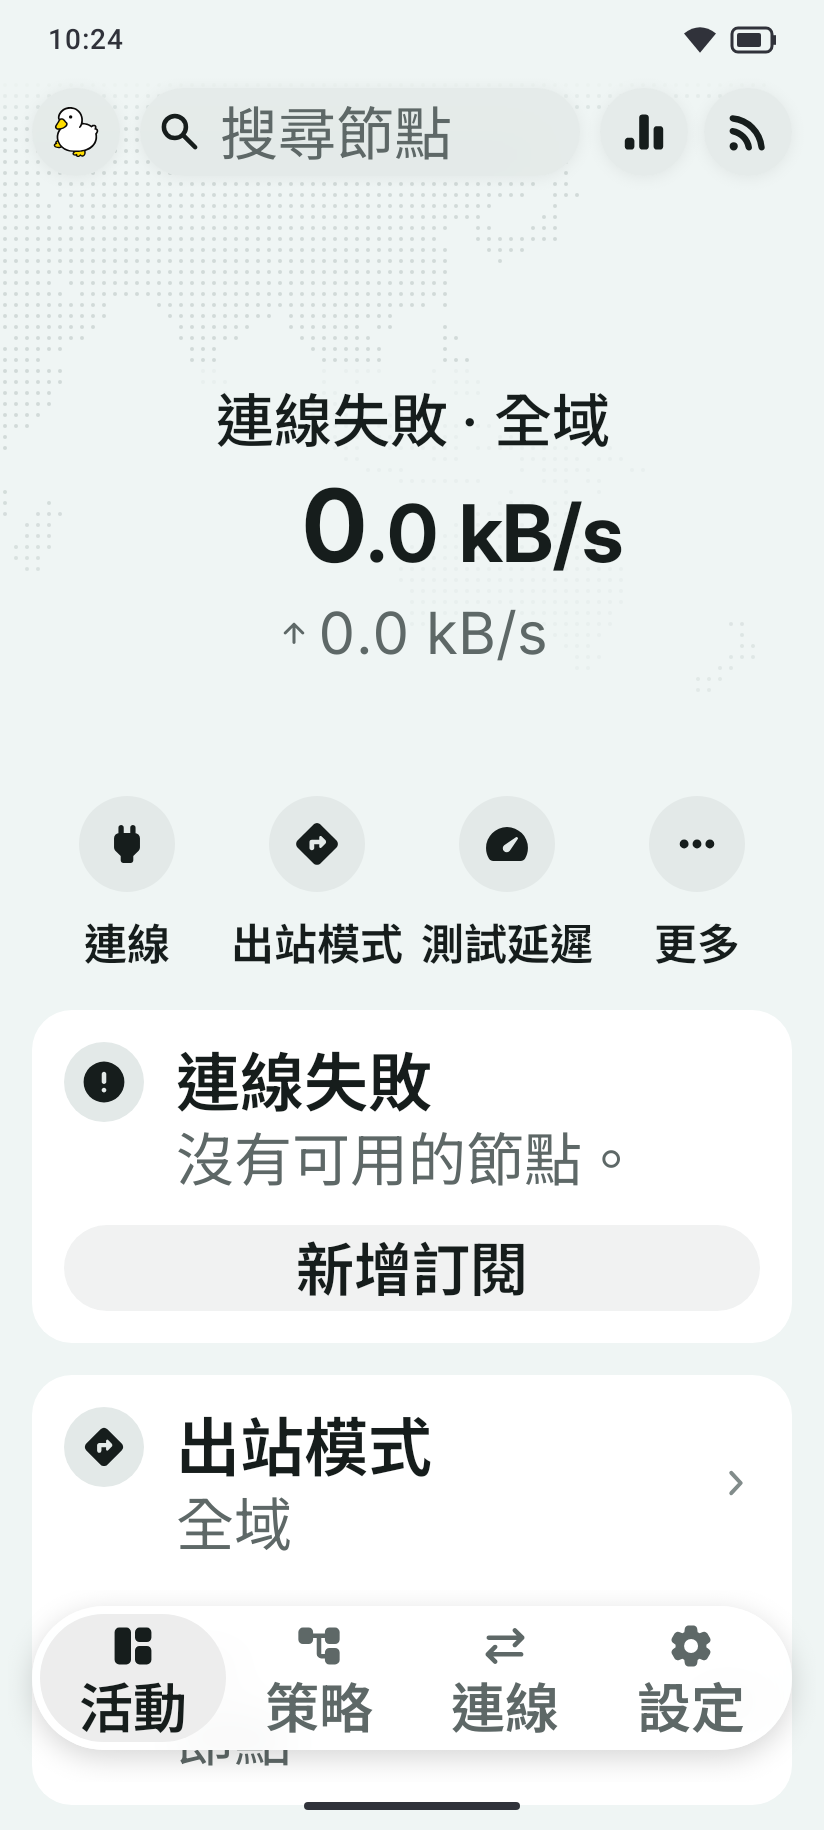 10:24
搜尋節點
連線失敗 · 全域
0.0 kB/s
↑ 0.0 kB/s
連線 出站模式 測試延遲 更多
連線失敗
沒有可用的節點。
新增訂閱
出站模式
全域
活動 策略 連線 設定
節點